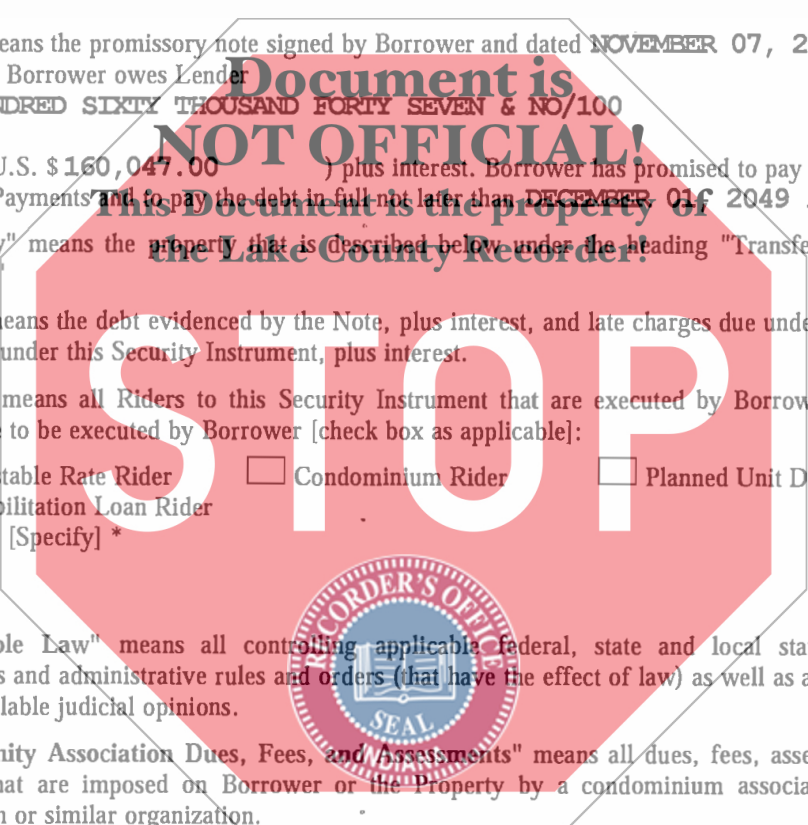 eans the promissory note signed by Borrower and dated NOVEMBER 07, 2
Borrower owes Lender
Document is
NDRED SIXTY THOUSAND FORTY SEVEN & NO/100
NOT OFFICIAL!
U.S. $160,047.00 ) plus interest. Borrower has promised to pay
Payments and to pay the debt in full not later than DECEMBER 01, 2049
This Document is the property of
y" means the property that is described below under the heading "Transfe
the Lake County Recorder!
eans the debt evidenced by the Note, plus interest, and late charges due unde
under this Security Instrument, plus interest.
STOP
means all Riders to this Security Instrument that are executed by Borrow
to be executed by Borrower [check box as applicable]:
table Rate Rider Condominium Rider Planned Unit D
bilitation Loan Rider
[Specify] *
RECORDER'S OFFICE
SEAL
INDIANA
ble Law" means all controlling applicable federal, state and local sta
s and administrative rules and orders (that have the effect of law) as well as a
lable judicial opinions.
nity Association Dues, Fees, and Assessments" means all dues, fees, asse
hat are imposed on Borrower or the Property by a condominium associa
n or similar organization.